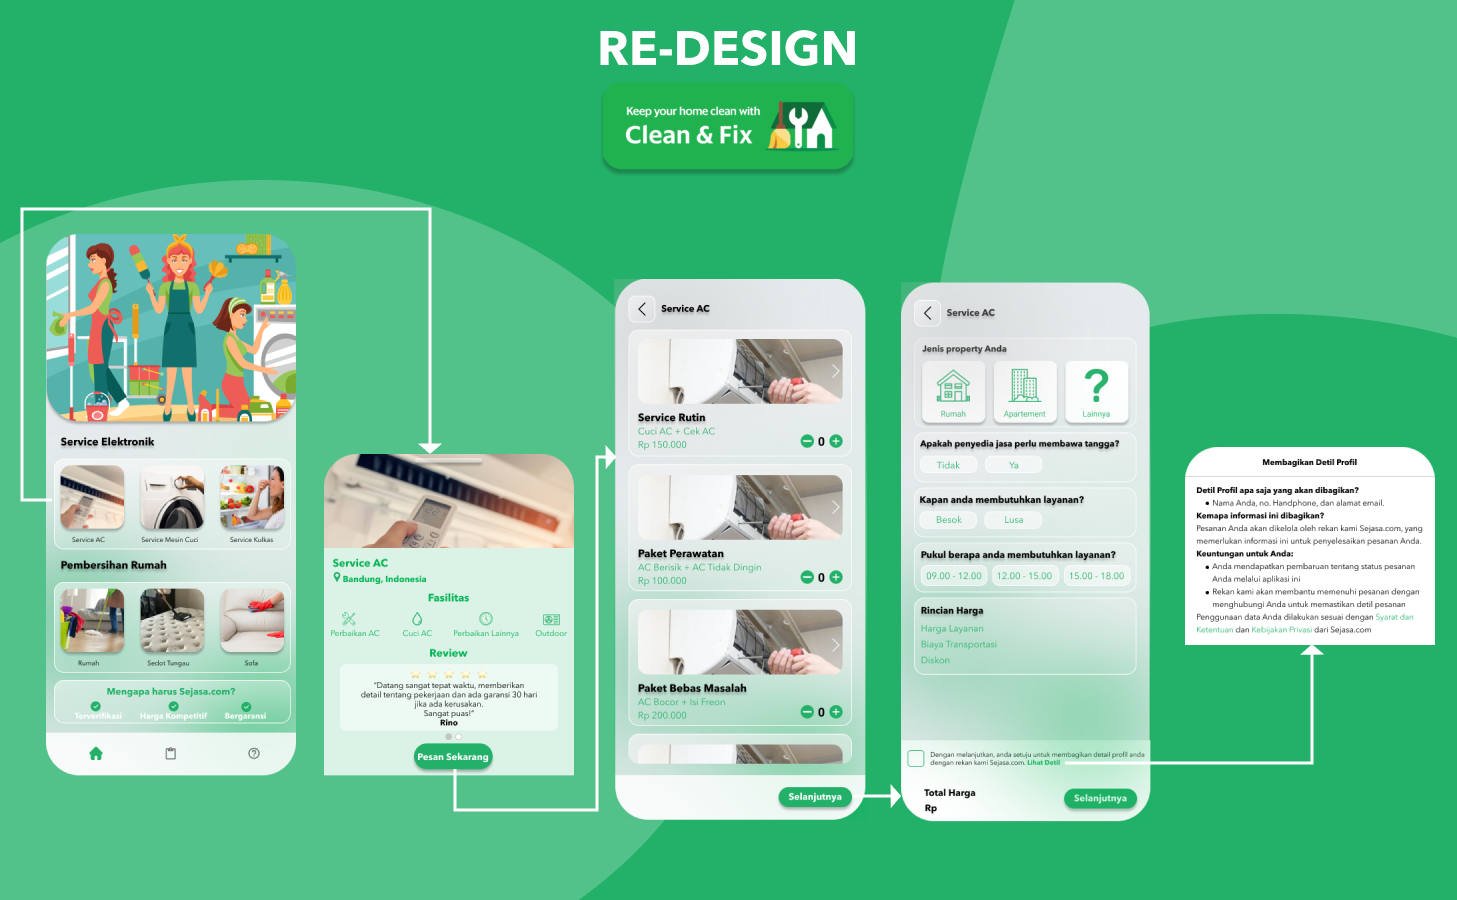 RE-DESIGN
Keep your home clean with
Clean & Fix
Service Elektronik
Service AC
Service Mesin Cuci
Service Kulkas
Pembersihan Rumah
Rumah
Sedot Tungau
Sofa
Mengapa harus Sejasa.com?
Terverifikasi
Harga Kompetitif
Bergaransi
Service AC
Bandung, Indonesia
Fasilitas
Perbaikan AC
Cuci AC
Perbaikan Lainnya
Outdoor
Review
"Datang sangat tepat waktu, memberikan
detail tentang pekerjaan dan ada garansi 30 hari
jika ada kerusakan.
Sangat puas!"
Rino
Pesan Sekarang
Service AC
Service Rutin
Cuci AC + Cek AC
Rp 150.000
0
Paket Perawatan
AC Berisik + AC Tidak Dingin
Rp 100.000
0
Paket Bebas Masalah
AC Bocor + Isi Freon
Rp 200.000
0
Selanjutnya
Service AC
Jenis property Anda
Rumah
Apartement
?
Lainnya
Apakah penyedia jasa perlu membawa tangga?
Tidak
Ya
Kapan anda membutuhkan layanan?
Besok
Lusa
Pukul berapa anda membutuhkan layanan?
09.00 - 12.00
12.00 - 15.00
15.00 - 18.00
Rincian Harga
Harga Layanan
Biaya Transportasi
Diskon
Dengan melanjutkan, anda setuju untuk membagikan detail profil anda
dengan rekan kami Sejasa.com. Lihat Detil
Total Harga
Rp
Selanjutnya
Membagikan Detil Profil
Detil Profil apa saja yang akan dibagikan?
• Nama Anda, no. Handphone, dan alamat email.
Kemapa informasi ini dibagikan?
Pesanan Anda akan dikelola oleh rekan kami Sejasa.com, yang
memerlukan informasi ini untuk penyelesaikan pesanan Anda.
Keuntungan untuk Anda:
• Anda mendapatkan pembaruan tentang status pesanan
Anda melalui aplikasi ini
• Rekan kami akan membantu memenuhi pesanan dengan
menghubungi Anda untuk memastikan detil pesanan
Penggunaan data Anda dilakukan sesuai dengan Syarat dan
Ketentuan dan Kebijakan Privasi dari Sejasa.com